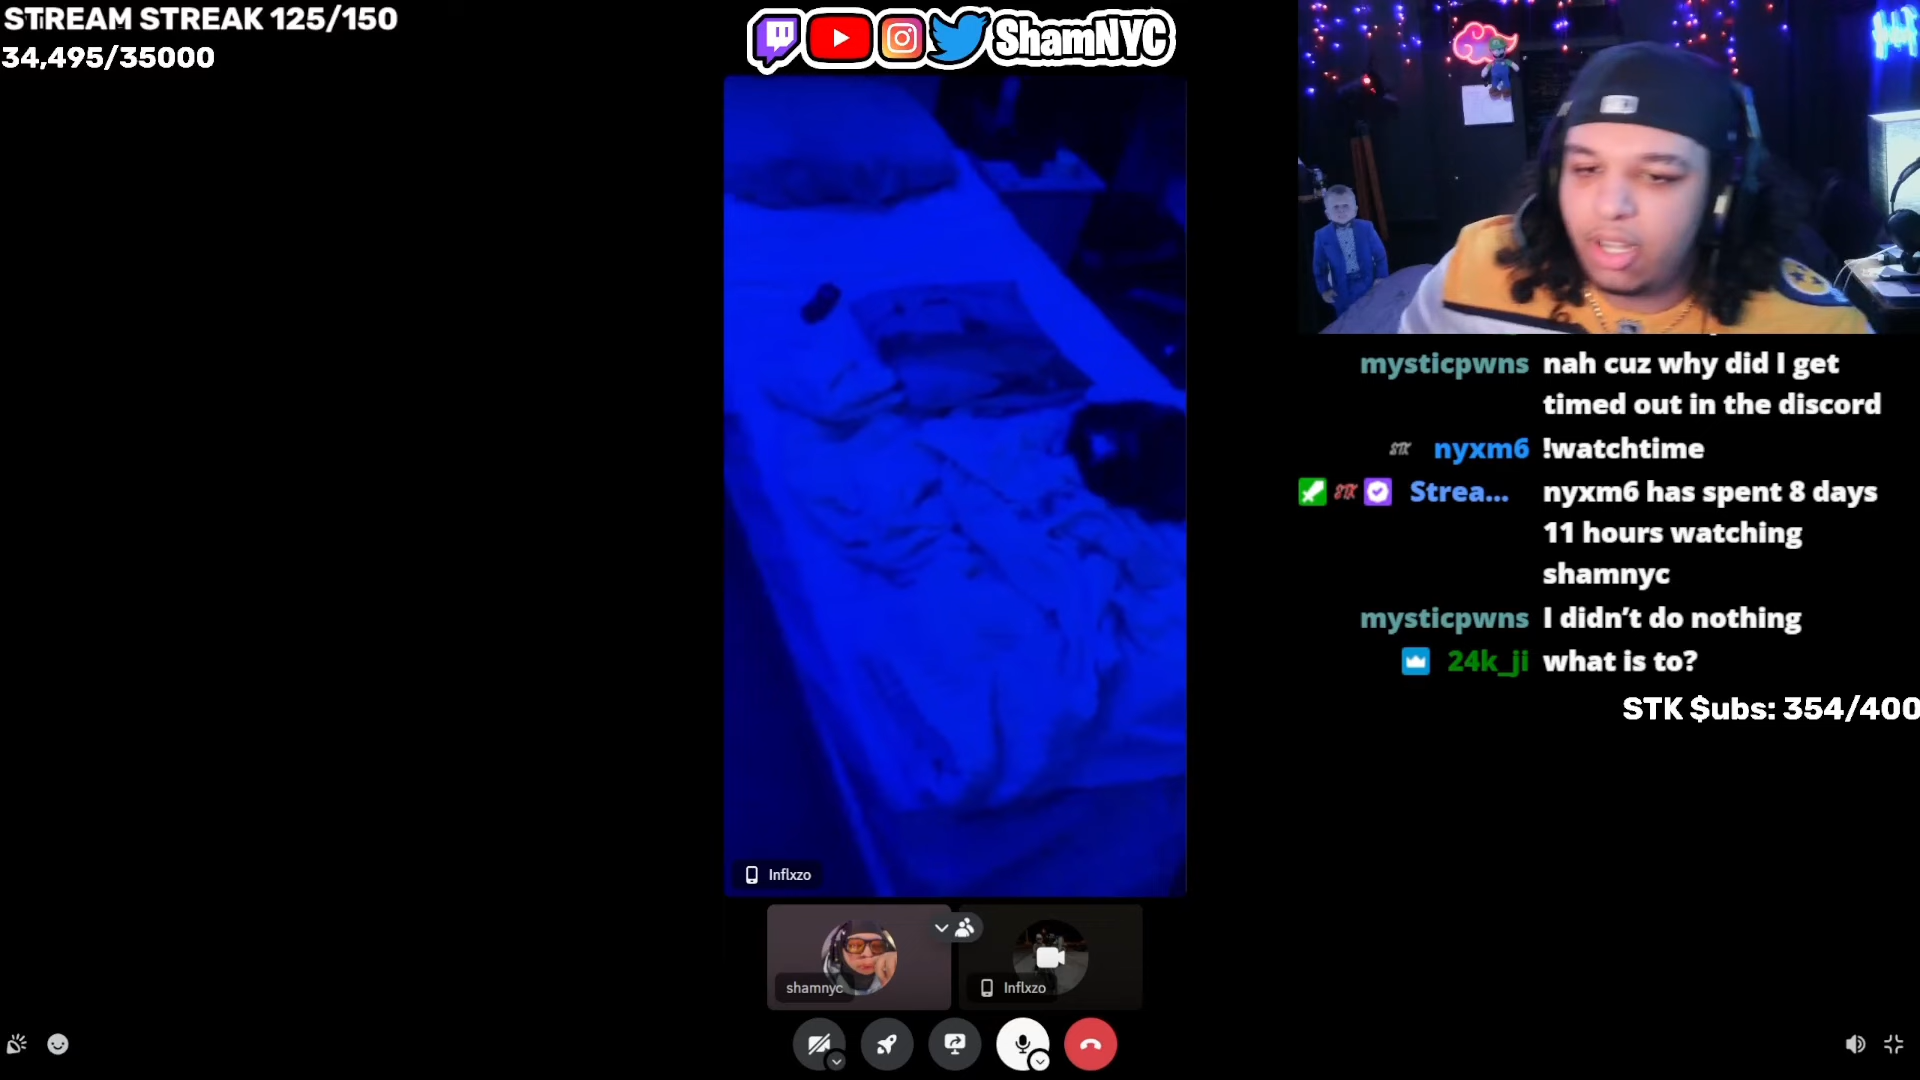 STREAM STREAK 125/150
34,495/35000
ShamNYC
mysticpwns nah cuz why did I get
timed out in the discord
STK nyxm6 !watchtime
STK Strea... nyxm6 has spent 8 days
11 hours watching
shamnyc
mysticpwns I didn't do nothing
24k_ji what is to?
STK $ubs: 354/400
Inflxzo
shamnyc
Inflxzo